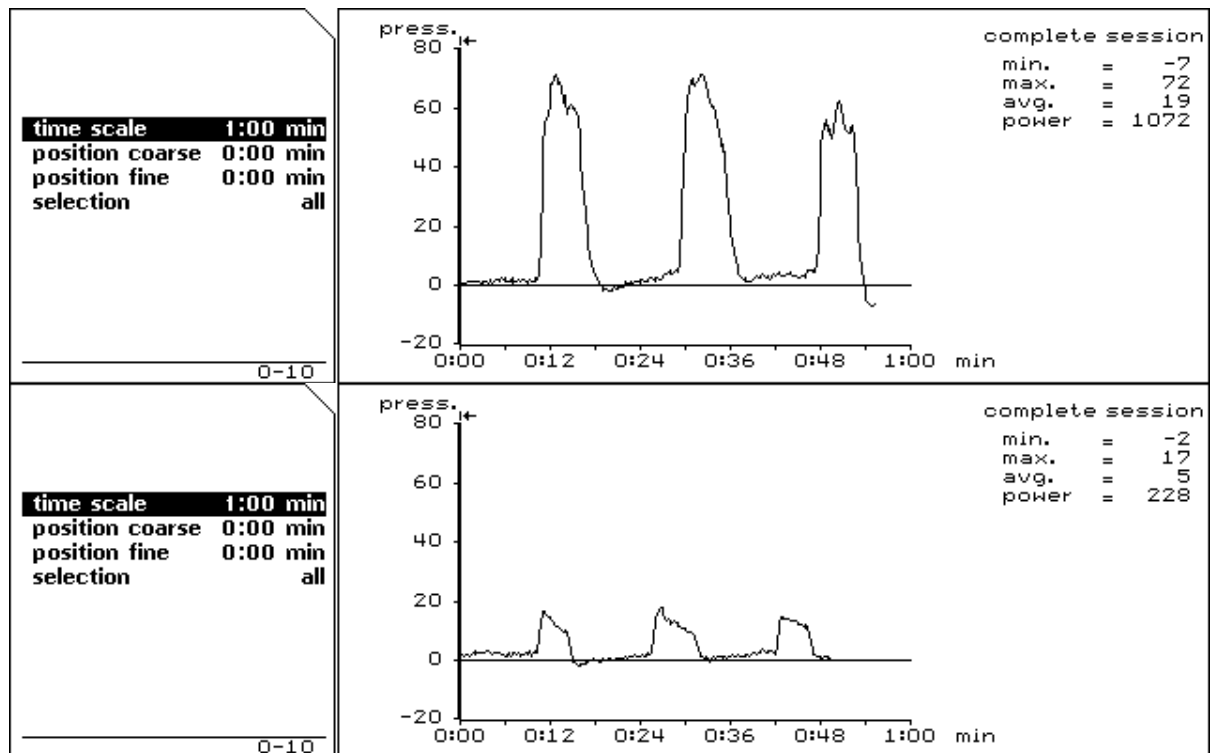 time scale 1:00 min
position coarse 0:00 min
position fine 0:00 min
selection all
0-10
press.
80
60
40
20
0
-20
0:00 0:12 0:24 0:36 0:48 1:00 min
complete session
min. = -7
max. = 72
avg. = 19
power = 1072
time scale 1:00 min
position coarse 0:00 min
position fine 0:00 min
selection all
0-10
press.
80
60
40
20
0
-20
0:00 0:12 0:24 0:36 0:48 1:00 min
complete session
min. = -2
max. = 17
avg. = 5
power = 228